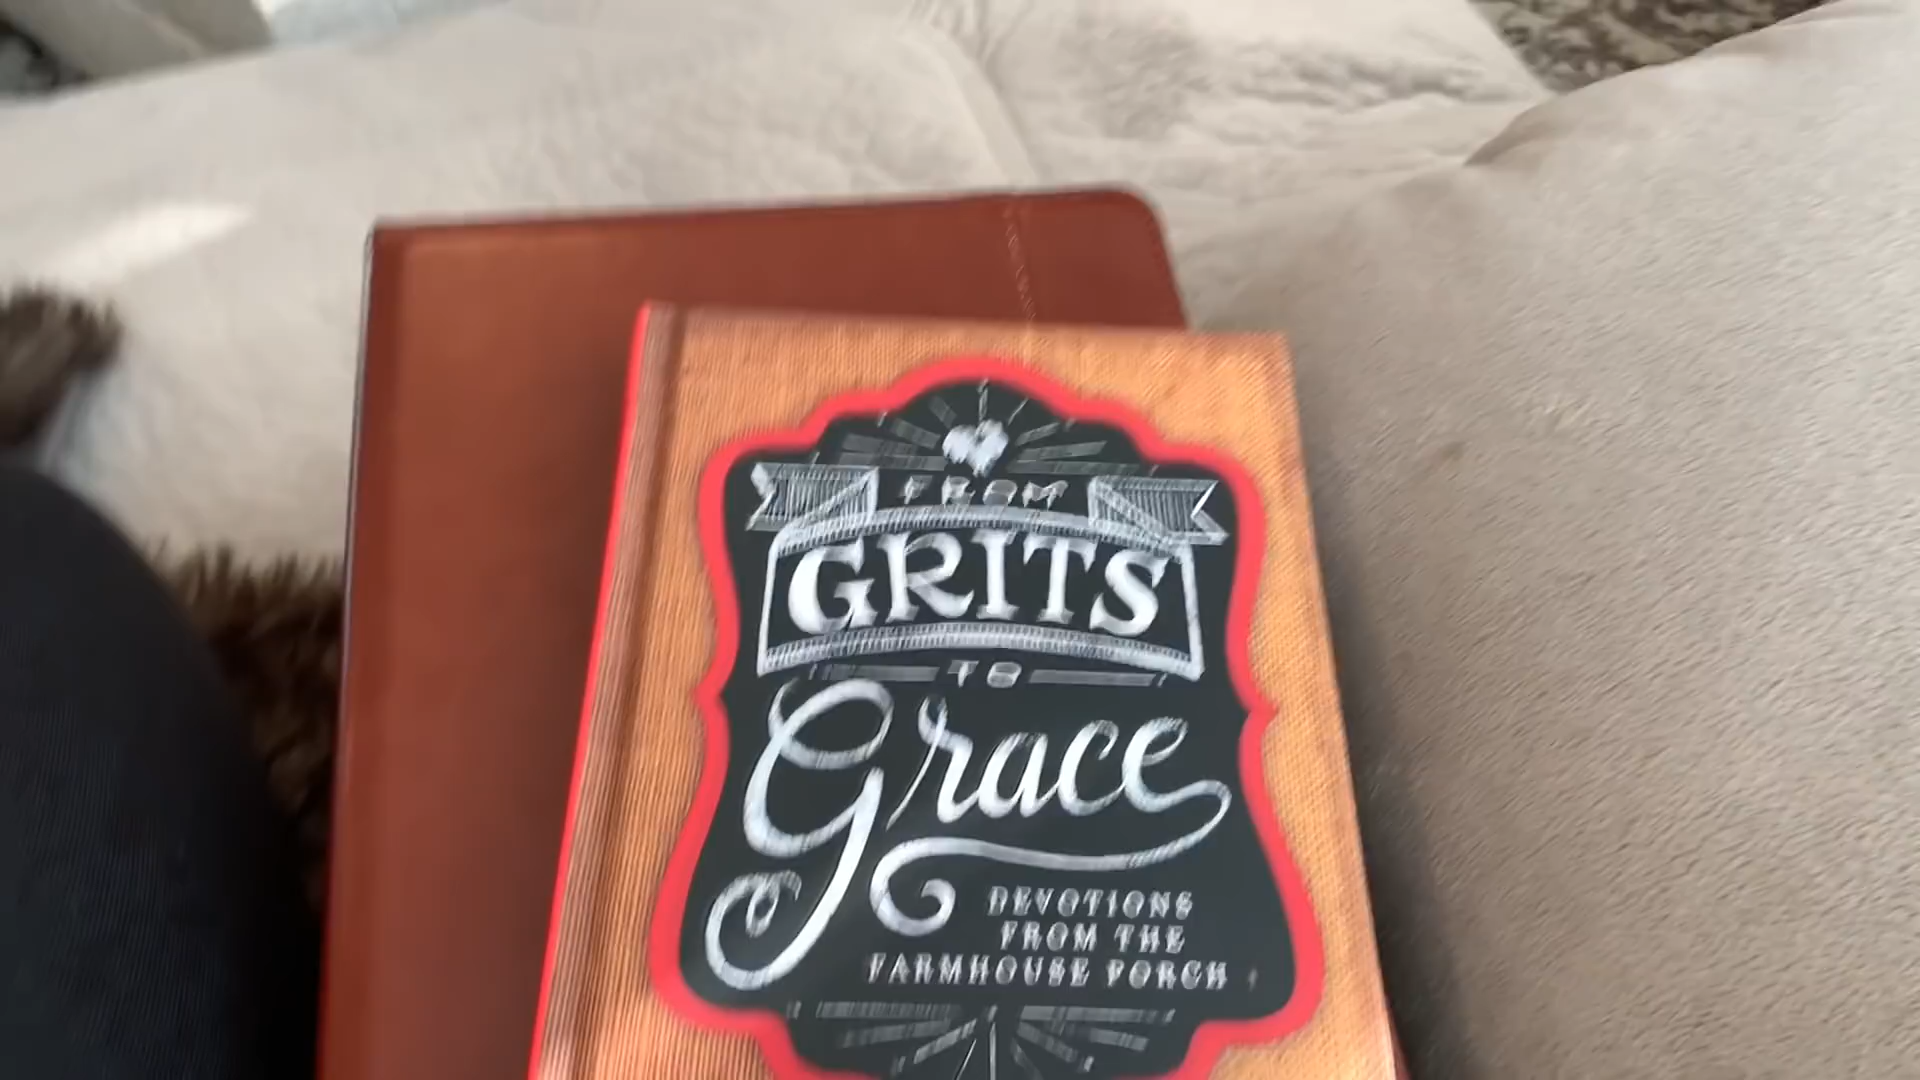 FROM
GRITS
TO
Grace
DEVOTIONS
FROM THE
FARMHOUSE PORCH